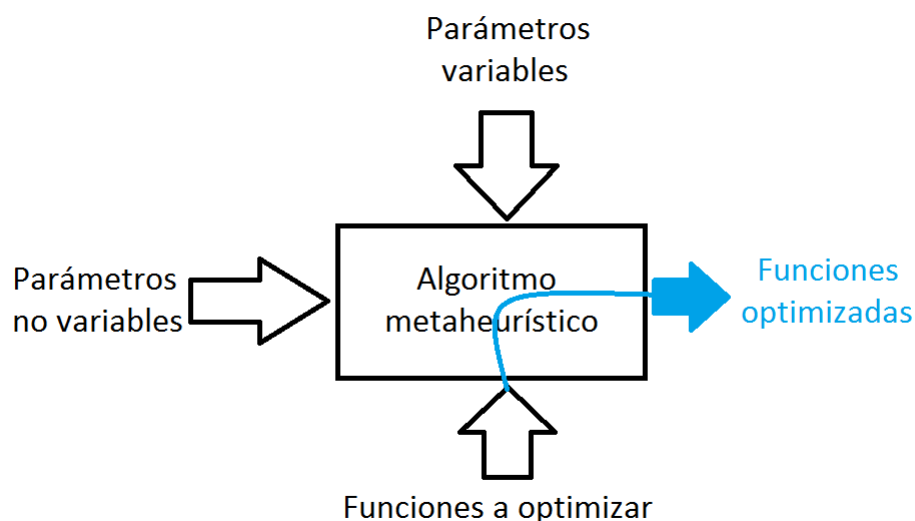 Parámetros
variables
Parámetros
no variables
Algoritmo
metaheurístico
Funciones
optimizadas
Funciones a optimizar